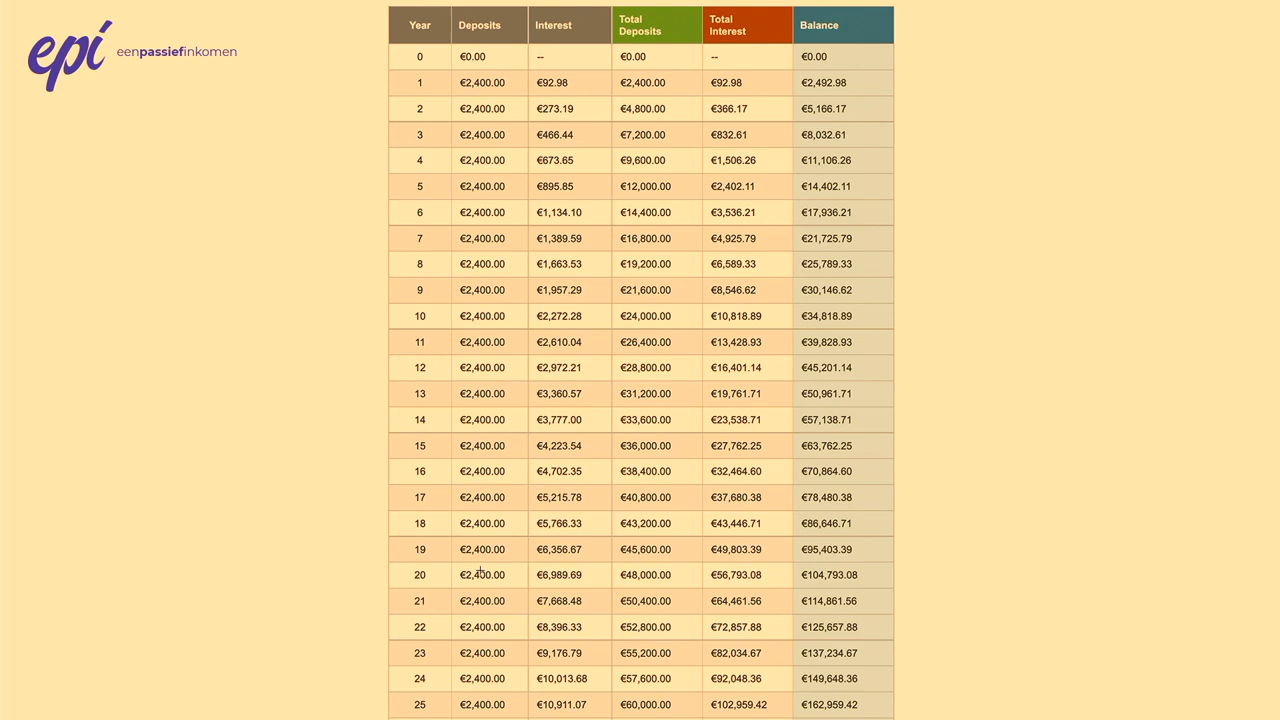 epi eenpassiefinkomen
Year Deposits Interest Total Deposits Total Interest Balance
0 €0.00 -- €0.00 -- €0.00
1 €2,400.00 €92.98 €2,400.00 €92.98 €2,492.98
2 €2,400.00 €273.19 €4,800.00 €366.17 €5,166.17
3 €2,400.00 €466.44 €7,200.00 €832.61 €8,032.61
4 €2,400.00 €673.65 €9,600.00 €1,506.26 €11,106.26
5 €2,400.00 €895.85 €12,000.00 €2,402.11 €14,402.11
6 €2,400.00 €1,134.10 €14,400.00 €3,536.21 €17,936.21
7 €2,400.00 €1,389.59 €16,800.00 €4,925.79 €21,725.79
8 €2,400.00 €1,663.53 €19,200.00 €6,589.33 €25,789.33
9 €2,400.00 €1,957.29 €21,600.00 €8,546.62 €30,146.62
10 €2,400.00 €2,272.28 €24,000.00 €10,818.89 €34,818.89
11 €2,400.00 €2,610.04 €26,400.00 €13,428.93 €39,828.93
12 €2,400.00 €2,972.21 €28,800.00 €16,401.14 €45,201.14
13 €2,400.00 €3,360.57 €31,200.00 €19,761.71 €50,961.71
14 €2,400.00 €3,777.00 €33,600.00 €23,538.71 €57,138.71
15 €2,400.00 €4,223.54 €36,000.00 €27,762.25 €63,762.25
16 €2,400.00 €4,702.35 €38,400.00 €32,464.60 €70,864.60
17 €2,400.00 €5,215.78 €40,800.00 €37,680.38 €78,480.38
18 €2,400.00 €5,766.33 €43,200.00 €43,446.71 €86,646.71
19 €2,400.00 €6,356.67 €45,600.00 €49,803.39 €95,403.39
20 €2,400.00 €6,989.69 €48,000.00 €56,793.08 €104,793.08
21 €2,400.00 €7,668.48 €50,400.00 €64,461.56 €114,861.56
22 €2,400.00 €8,396.33 €52,800.00 €72,857.88 €125,657.88
23 €2,400.00 €9,176.79 €55,200.00 €82,034.67 €137,234.67
24 €2,400.00 €10,013.68 €57,600.00 €92,048.36 €149,648.36
25 €2,400.00 €10,911.07 €60,000.00 €102,959.42 €162,959.42